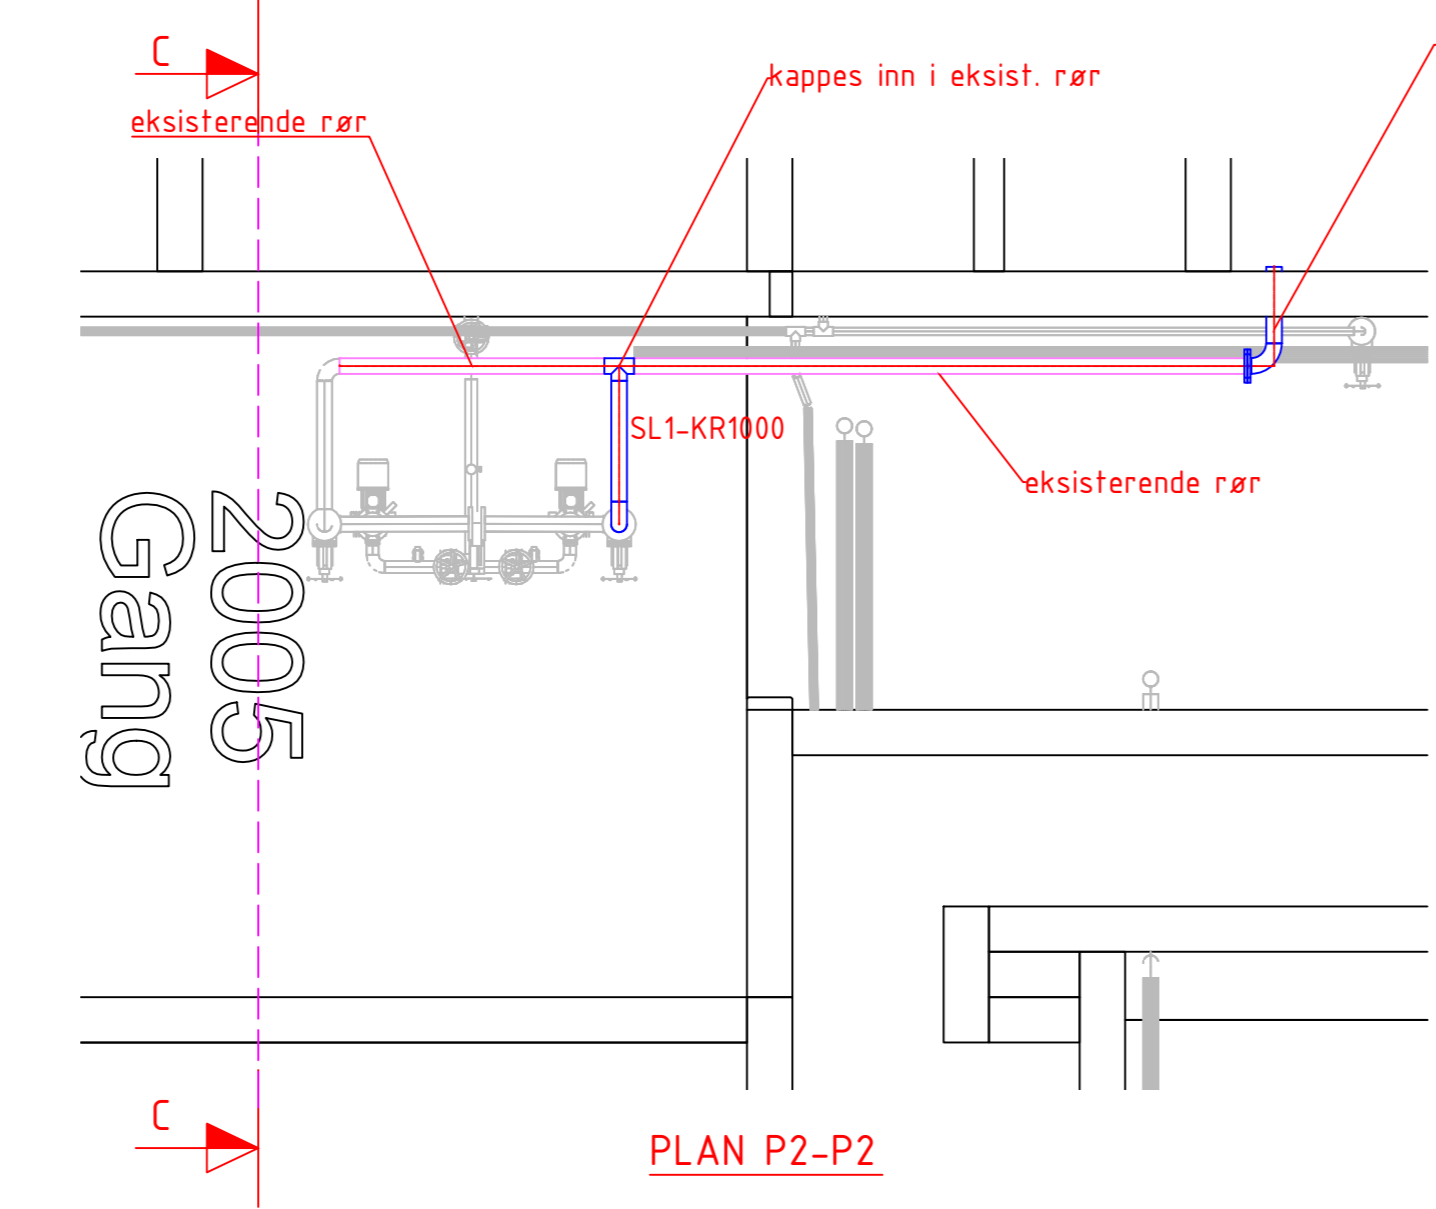 C
kappes inn i eksist. rør
eksisterende rør
SL1-KR1000
eksisterende rør
2005
Gang
C
PLAN P2-P2